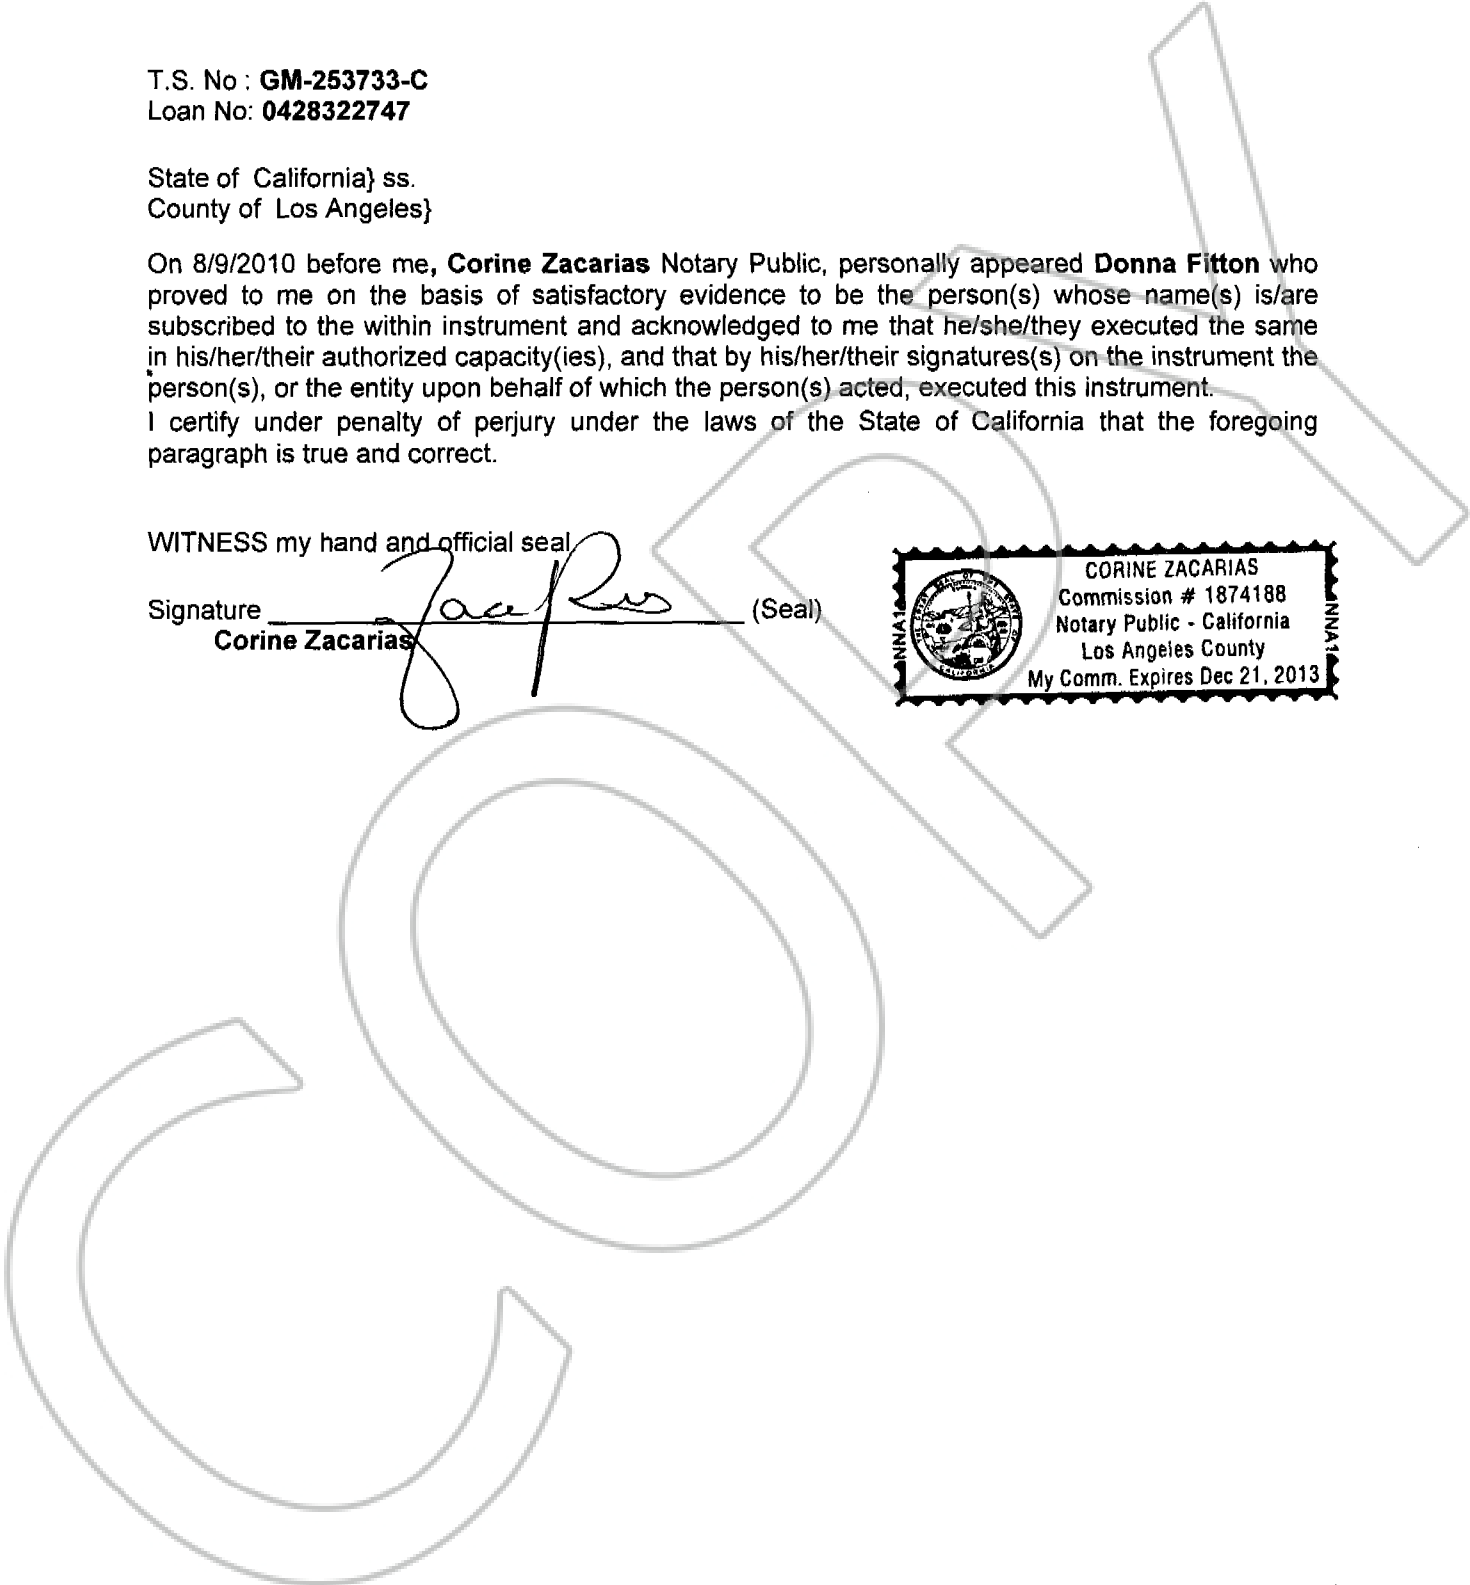 T.S. No : GM-253733-C
Loan No: 0428322747
State of California} ss.
County of Los Angeles}
On 8/9/2010 before me, Corine Zacarias Notary Public, personally appeared Donna Fitton who
proved to me on the basis of satisfactory evidence to be the person(s) whose name(s) is/are
subscribed to the within instrument and acknowledged to me that he/she/they executed the same
in his/her/their authorized capacity(ies), and that by his/her/their signatures(s) on the instrument the
person(s), or the entity upon behalf of which the person(s) acted, executed this instrument.
I certify under penalty of perjury under the laws of the State of California that the foregoing
paragraph is true and correct.
WITNESS my hand and official seal
Signature (Seal)
Corine Zacarias
CORINE ZACARIAS
Commission # 1874188
Notary Public - California
Los Angeles County
My Comm. Expires Dec 21, 2013
NNA1
NNA1
CALIFORNIA
COPY